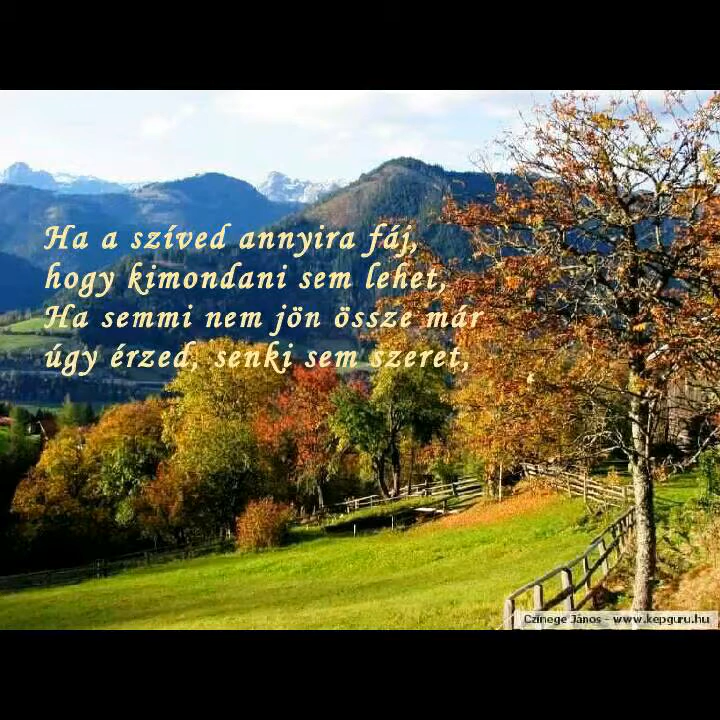 Ha a szíved annyira fáj,
hogy kimondani sem lehet,
Ha semmi nem jön össze már
úgy érzed, senki sem szeret,
Czinege János - www.kepguru.hu